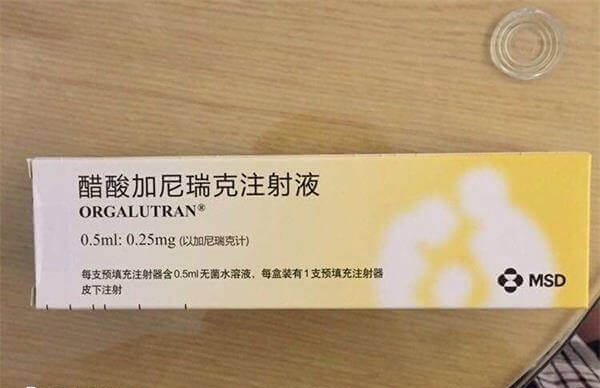 醋酸加尼瑞克注射液
ORGALUTRAN®
0.5ml: 0.25mg (以加尼瑞克计)
每支预填充注射器含0.5ml无菌水溶液，每盒装有1支预填充注射器
皮下注射
MSD